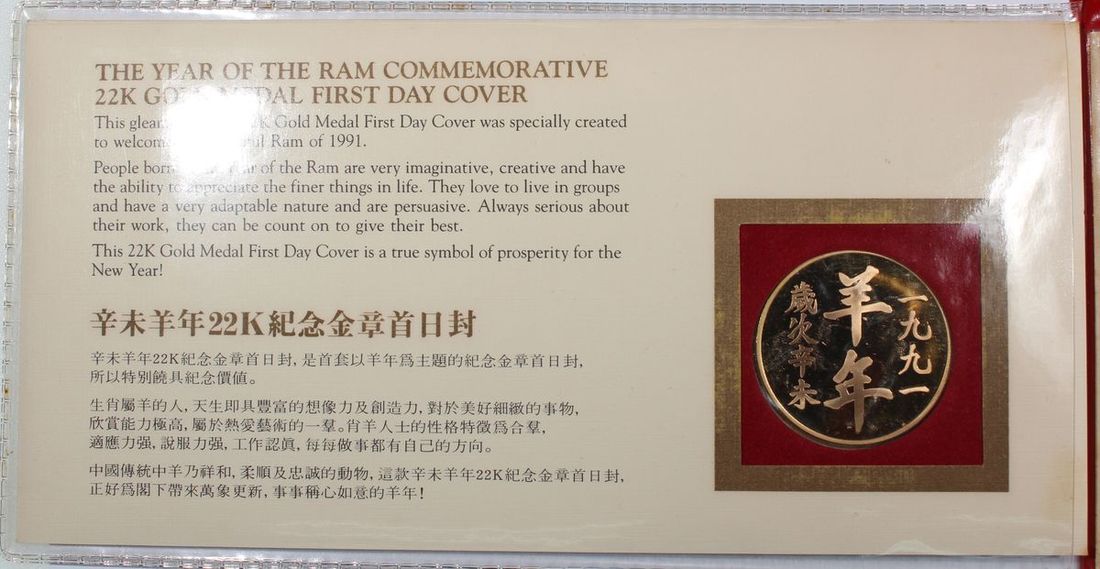 THE YEAR OF THE RAM COMMEMORATIVE
22K GOLD MEDAL FIRST DAY COVER
This Gold Medal First Day Cover was specially created
to welcome Ram of 1991.
People born of the Ram are very imaginative, creative and have
the ability to appreciate the finer things in life. They love to live in groups
and have a very adaptable nature and are persuasive. Always serious about
their work, they can be count on to give their best.
This 22K Gold Medal First Day Cover is a true symbol of prosperity for the
New Year!
辛未羊年22K紀念金章首日封
辛未羊年22K紀念金章首日封,是首套以羊年爲主題的紀念金章首日封,
所以特別饒具紀念價値。
生肖屬羊的人,天生即具豐富的想像力及創造力,對於美好細緻的事物,
欣賞能力極高,屬於熱愛藝術的一羣。肖羊人士的性格特徵爲合羣,
適應力强,說服力强,工作認眞,每每做事都有自己的方向。
中國傳統中羊乃祥和,柔順及忠誠的動物,這款辛未羊年22K紀念金章首日封,
正好爲閣下帶來萬象更新,事事稱心如意的羊年!
一九九一
羊年
歲次辛未